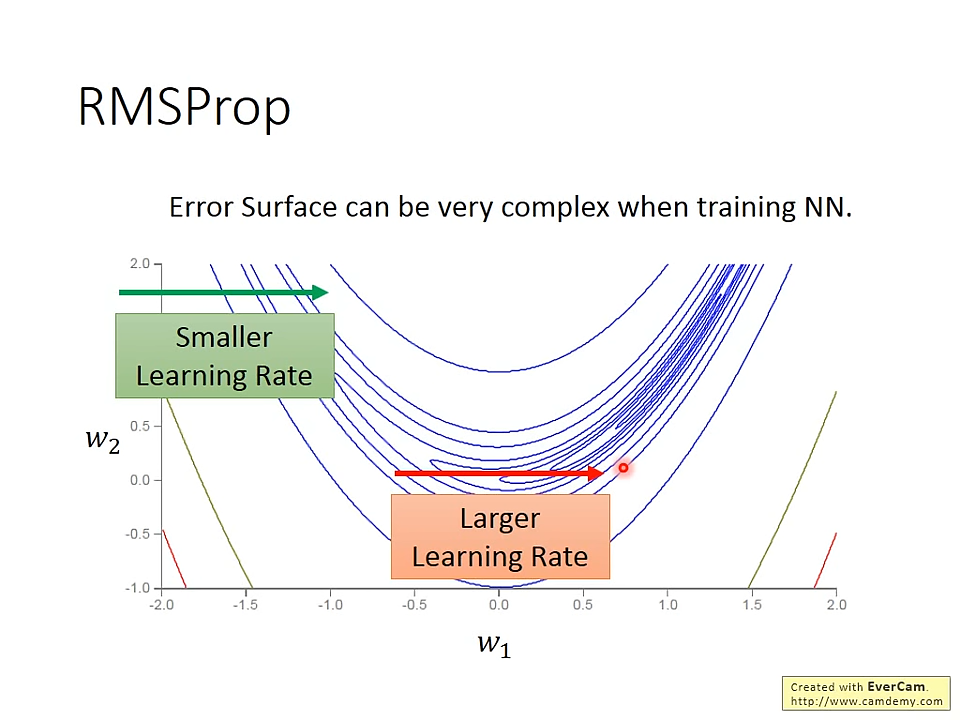 RMSProp
Error Surface can be very complex when training NN.
2.0
Smaller
Learning Rate
0.5
w₂
0.0
-0.5
-1.0
Larger
Learning Rate
-2.0 -1.5 -1.0 -0.5 0.0 0.5 1.0 1.5 2.0
w₁
Created with EverCam.
http://www.camdemy.com